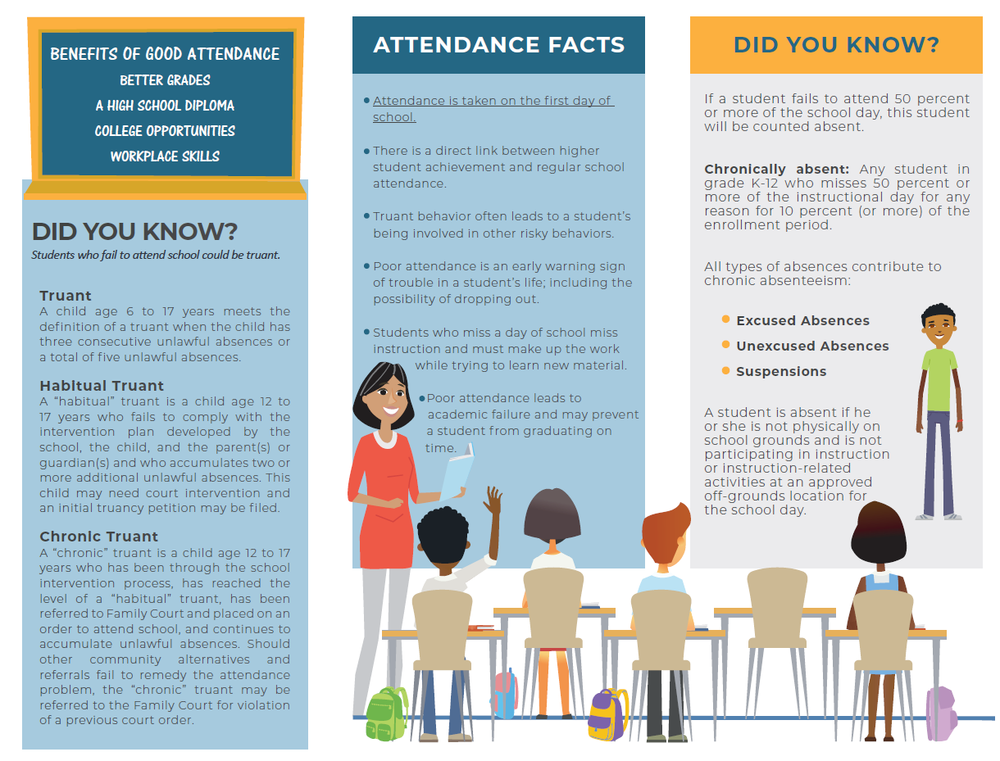 BENEFITS OF GOOD ATTENDANCE
BETTER GRADES
A HIGH SCHOOL DIPLOMA
COLLEGE OPPORTUNITIES
WORKPLACE SKILLS
DID YOU KNOW?
Students who fail to attend school could be truant.
Truant
A child age 6 to 17 years meets the
definition of a truant when the child has
three consecutive unlawful absences or
a total of five unlawful absences.
Habitual Truant
A “habitual” truant is a child age 12 to
17 years who fails to comply with the
intervention plan developed by the
school, the child, and the parent(s) or
guardian(s) and who accumulates two or
more additional unlawful absences. This
child may need court intervention and
an initial truancy petition may be filed.
Chronic Truant
A “chronic” truant is a child age 12 to 17
years who has been through the school
intervention process, has reached the
level of a “habitual” truant, has been
referred to Family Court and placed on an
order to attend school, and continues to
accumulate unlawful absences. Should
other community alternatives and
referrals fail to remedy the attendance
problem, the “chronic” truant may be
referred to the Family Court for violation
of a previous court order.
ATTENDANCE FACTS
• Attendance is taken on the first day of
school.
• There is a direct link between higher
student achievement and regular school
attendance.
• Truant behavior often leads to a student’s
being involved in other risky behaviors.
• Poor attendance is an early warning sign
of trouble in a student’s life; including the
possibility of dropping out.
• Students who miss a day of school miss
instruction and must make up the work
while trying to learn new material.
• Poor attendance leads to
academic failure and may prevent
a student from graduating on
time.
DID YOU KNOW?
If a student fails to attend 50 percent
or more of the school day, this student
will be counted absent.
Chronically absent: Any student in
grade K-12 who misses 50 percent or
more of the instructional day for any
reason for 10 percent (or more) of the
enrollment period.
All types of absences contribute to
chronic absenteeism:
• Excused Absences
• Unexcused Absences
• Suspensions
A student is absent if he
or she is not physically on
school grounds and is not
participating in instruction
or instruction-related
activities at an approved
off-grounds location for
the school day.